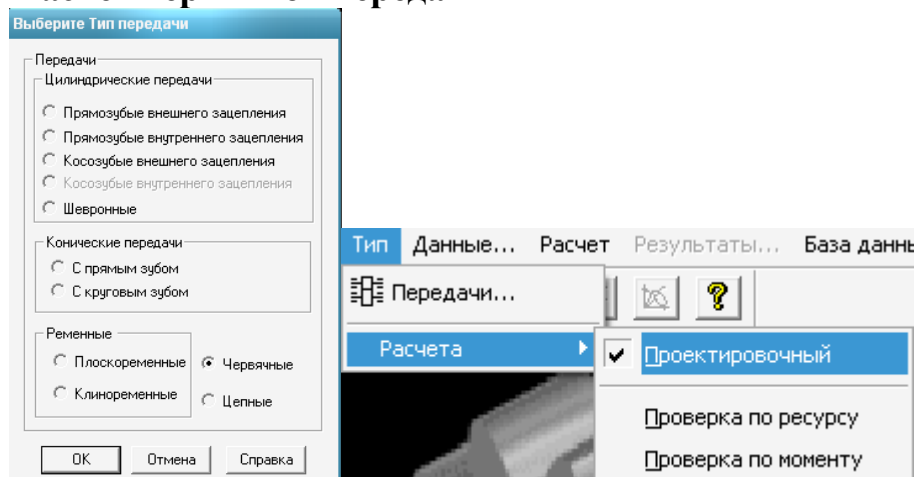 Выберите Тип передачи
Передачи
Цилиндрические передачи
Прямозубые внешнего зацепления
Прямозубые внутреннего зацепления
Косозубые внешнего зацепления
Косозубые внутреннего зацепления
Шевронные
Конические передачи
С прямым зубом
С круговым зубом
Ременные
Плоскоременные
Червячные
Клиноременные
Цепные
OK Отмена Справка
Тип Данные... Расчет Результаты... База
Передачи...
Расчета
Проектировочный
Проверка по ресурсу
Проверка по моменту